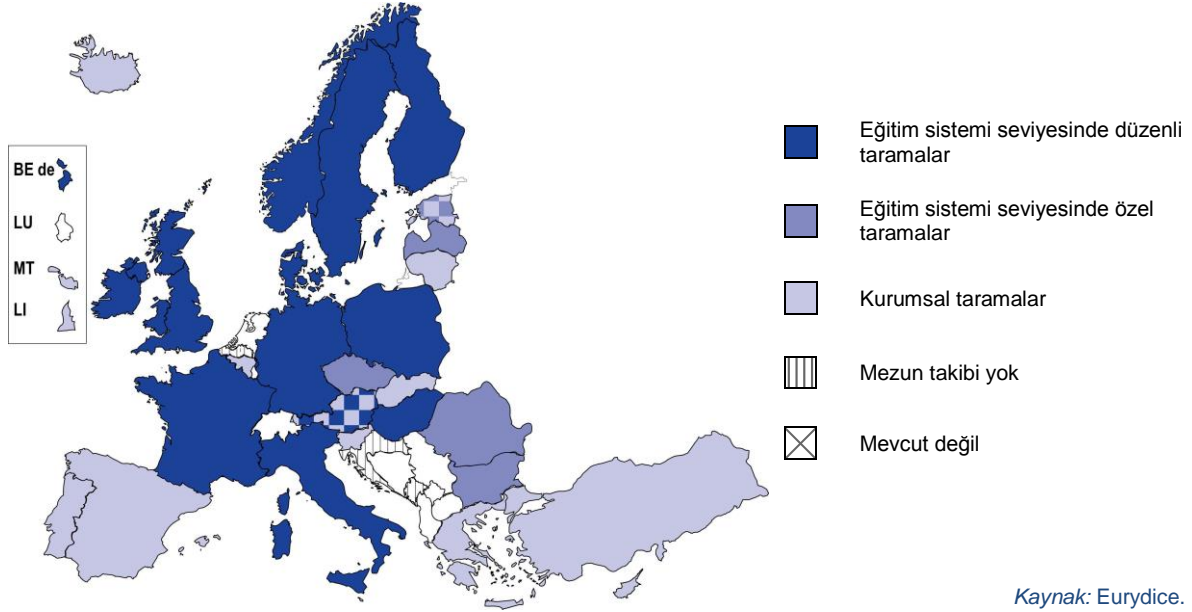 BE de
LU
MT
LI
Eğitim sistemi seviyesinde düzenli
taramalar
Eğitim sistemi seviyesinde özel
taramalar
Kurumsal taramalar
Mezun takibi yok
Mevcut değil
Kaynak: Eurydice.